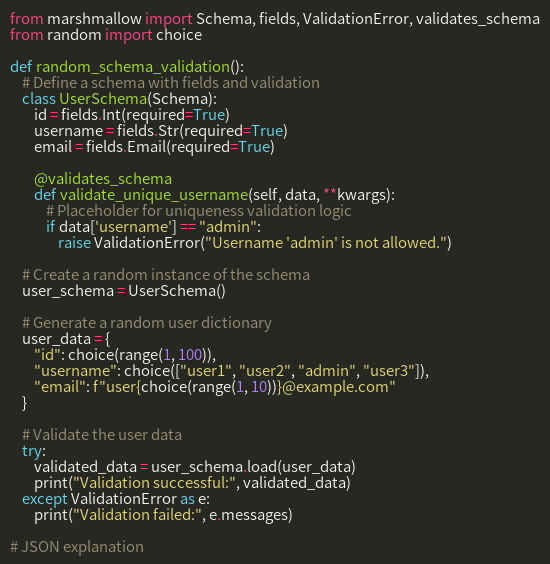 from marshmallow import Schema, fields, ValidationError, validates_schema
from random import choice

def random_schema_validation():
    # Define a schema with fields and validation
    class UserSchema(Schema):
        id = fields.Int(required=True)
        username = fields.Str(required=True)
        email = fields.Email(required=True)

        @validates_schema
        def validate_unique_username(self, data, **kwargs):
            # Placeholder for uniqueness validation logic
            if data['username'] == "admin":
                raise ValidationError("Username 'admin' is not allowed.")

    # Create a random instance of the schema
    user_schema = UserSchema()

    # Generate a random user dictionary
    user_data = {
        "id": choice(range(1, 100)),
        "username": choice(["user1", "user2", "admin", "user3"]),
        "email": f"user{choice(range(1, 10))}@example.com"
    }

    # Validate the user data
    try:
        validated_data = user_schema.load(user_data)
        print("Validation successful:", validated_data)
    except ValidationError as e:
        print("Validation failed:", e.messages)

# JSON explanation